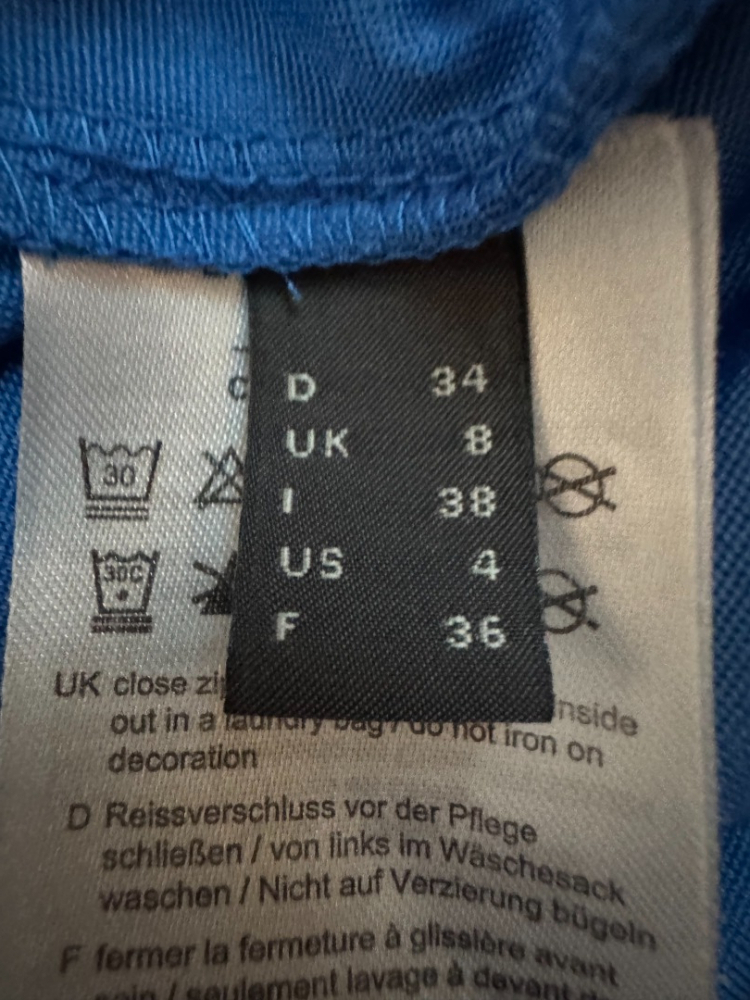 D 34
UK 8
I 38
US 4
F 36
30
30C
UK close
out in a laundry bag / do not iron on
decoration
D Reissverschluss vor der Pflege
schließen / von links im Wäschesack
waschen / Nicht auf Verzierung bügeln
F fermer la fermeture à glissière avant
/ seulement lavage à